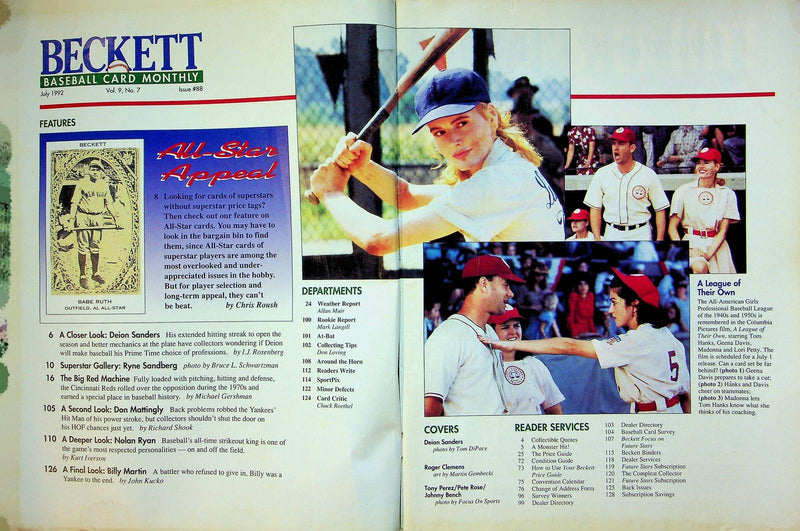 BECKETT
BASEBALL CARD MONTHLY
July 1992 Vol. 9, No. 7 Issue #88
FEATURES
BECKETT
NEW YORK
BABE RUTH
OUTFIELD, AL ALL-STAR
All-Star
Appeal
8 Looking for cards of superstars
without superstar price tags?
Then check out our feature on
All-Star cards. You may have to
look in the bargain bin to find
them, since All-Star cards of
superstar players are among the
most overlooked and under-
appreciated issues in the hobby.
But for player selection and
long-term appeal, they can't
be beat. by Chris Roush
6 A Closer Look: Deion Sanders His extended hitting streak to open the
season and better mechanics at the plate have collectors wondering if Deion
will make baseball his Prime Time choice of professions. by I.J. Rosenberg
10 Superstar Gallery: Ryne Sandberg photo by Bruce L. Schwartzman
16 The Big Red Machine Fully loaded with pitching, hitting and defense,
the Cincinnati Reds rolled over the opposition during the 1970s and
earned a special place in baseball history. by Michael Gershman
105 A Second Look: Don Mattingly Back problems robbed the Yankees'
Hit Man of his power stroke, but collectors shouldn't shut the door on
his HOF chances just yet. by Richard Shook
110 A Deeper Look: Nolan Ryan Baseball's all-time strikeout king is one of
the game's most respected personalities — on and off the field.
by Kurt Iverson
126 A Final Look: Billy Martin A battler who refused to give in, Billy was a
Yankee to the end. by John Kucko
DEPARTMENTS
24 Weather Report
Allan Muir
100 Rookie Report
Mark Langill
101 At-Bat
102 Collecting Tips
Don Loving
108 Around the Horn
112 Readers Write
114 SportPix
122 Minor Defects
124 Card Critic
Chuck Roethel
COVERS
Deion Sanders
photo by Tom DiPace
Roger Clemens
art by Martin Gembecki
Tony Perez/Pete Rose/
Johnny Bench
photo by Focus On Sports
READER SERVICES
4 Collectible Quotes
5 A Monster Hit!
25 The Price Guide
72 Condition Guide
73 How to Use Your Beckett
Price Guide
75 Convention Calendar
76 Change of Address Form
96 Survey Winners
99 Dealer Directory
103 Dealer Directory
104 Baseball Card Survey
107 Beckett Focus on
Future Stars
115 Beckett Binders
118 Dealer Services
119 Future Stars Subscription
120 The Compleat Collector
121 Future Stars Subscription
125 Back Issues
128 Subscription Savings
5
A League of
Their Own
The All-American Girls
Professional Baseball League
of the 1940s and 1950s is
remembered in the Columbia
Pictures film, A League of
Their Own, starring Tom
Hanks, Geena Davis,
Madonna and Lori Petty. The
film is scheduled for a July 1
release. Can a card set be far
behind? (photo 1) Geena
Davis prepares to take a cut;
(photo 2) Hanks and Davis
cheer on teammates;
(photo 3) Madonna lets
Tom Hanks know what she
thinks of his coaching.